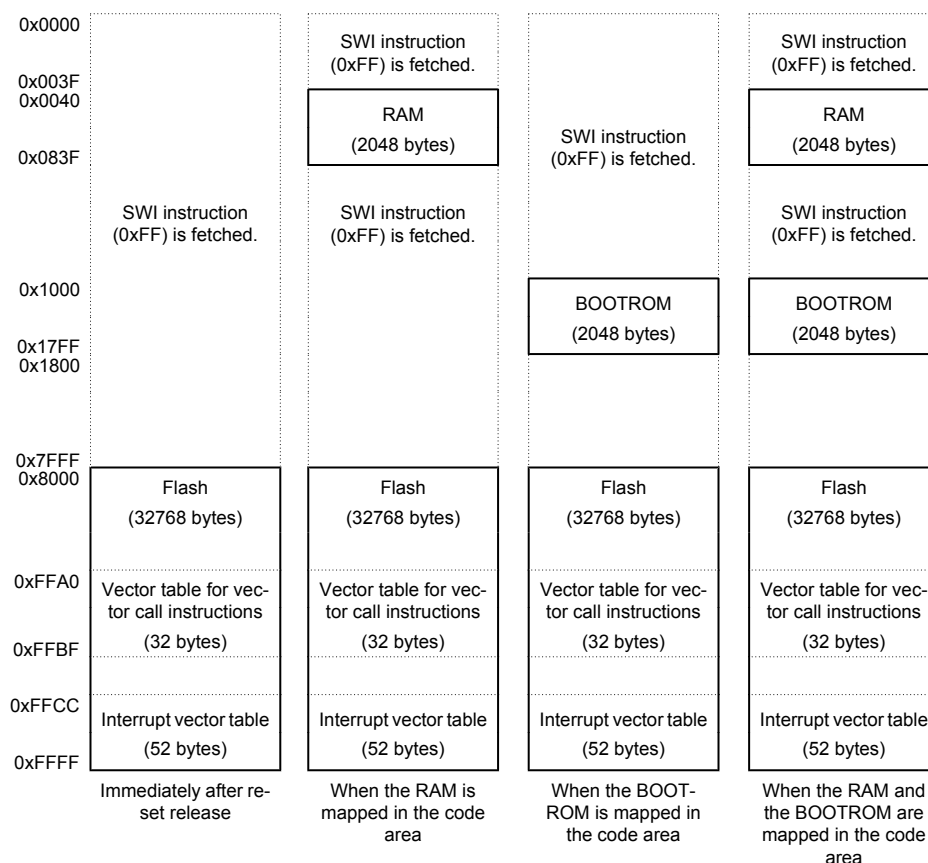 0x0000
0x003F
0x0040
0x083F
0x1000
0x17FF
0x1800
0x7FFF
0x8000
0xFFA0
0xFFBF
0xFFCC
0xFFFF
SWI instruction
(0xFF) is fetched.
Flash
(32768 bytes)
Vector table for vec-
tor call instructions
(32 bytes)
Interrupt vector table
(52 bytes)
Immediately after re-
set release
SWI instruction
(0xFF) is fetched.
RAM
(2048 bytes)
SWI instruction
(0xFF) is fetched.
Flash
(32768 bytes)
Vector table for vec-
tor call instructions
(32 bytes)
Interrupt vector table
(52 bytes)
When the RAM is
mapped in the code
area
SWI instruction
(0xFF) is fetched.
BOOTROM
(2048 bytes)
Flash
(32768 bytes)
Vector table for vec-
tor call instructions
(32 bytes)
Interrupt vector table
(52 bytes)
When the BOOT-
ROM is mapped in
the code area
SWI instruction
(0xFF) is fetched.
RAM
(2048 bytes)
SWI instruction
(0xFF) is fetched.
BOOTROM
(2048 bytes)
Flash
(32768 bytes)
Vector table for vec-
tor call instructions
(32 bytes)
Interrupt vector table
(52 bytes)
When the RAM and
the BOOTROM are
mapped in the code
area